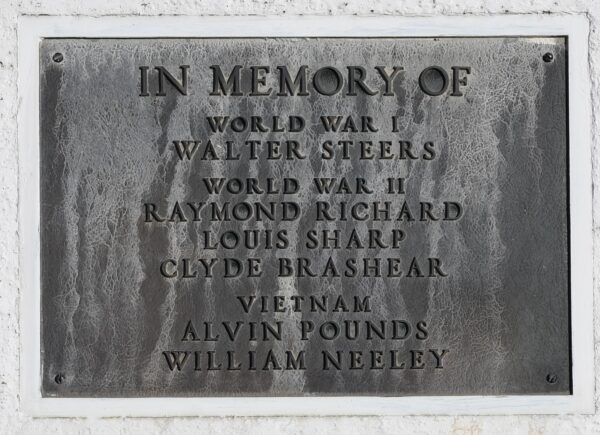 IN MEMORY OF
WORLD WAR I
WALTER STEERS
WORLD WAR II
RAYMOND RICHARD
LOUIS SHARP
CLYDE BRASHEAR
VIETNAM
ALVIN POUNDS
WILLIAM NEELEY